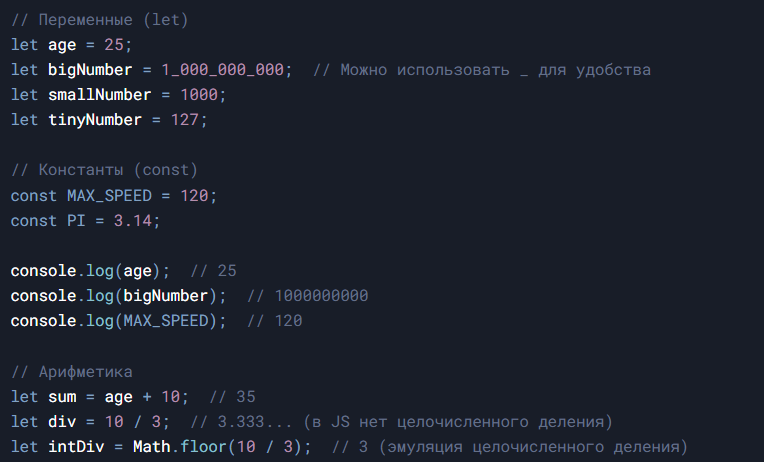 // Переменные (let)
let age = 25;
let bigNumber = 1_000_000_000;  // Можно использовать _ для удобства
let smallNumber = 1000;
let tinyNumber = 127;
// Константы (const)
const MAX_SPEED = 120;
const PI = 3.14;
console.log(age);  // 25
console.log(bigNumber);  // 1000000000
console.log(MAX_SPEED);  // 120
// Арифметика
let sum = age + 10;  // 35
let div = 10 / 3;  // 3.333... (в JS нет целочисленного деления)
let intDiv = Math.floor(10 / 3);  // 3 (эмуляция целочисленного деления)